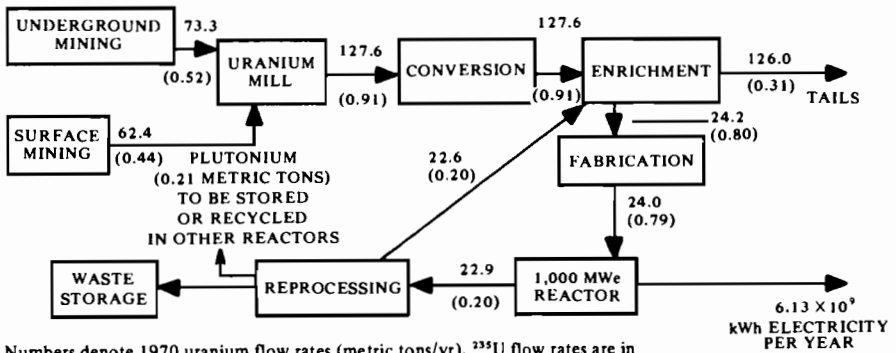 UNDERGROUND
MINING
73.3
(0.52)
URANIUM
MILL
127.6
(0.91)
CONVERSION
127.6
(0.91)
ENRICHMENT
126.0
(0.31)
TAILS
SURFACE
MINING
62.4
(0.44)
24.2
(0.80)
FABRICATION
24.0
(0.79)
22.6
(0.20)
PLUTONIUM
(0.21 METRIC TONS)
TO BE STORED
OR RECYCLED
IN OTHER REACTORS
WASTE
STORAGE
REPROCESSING
22.9
(0.20)
1,000 MWe
REACTOR
6.13 X 10⁹
kWh ELECTRICITY
PER YEAR
Numbers denote 1970 uranium flow rates (metric tons/yr). ²³⁵U flow rates are in